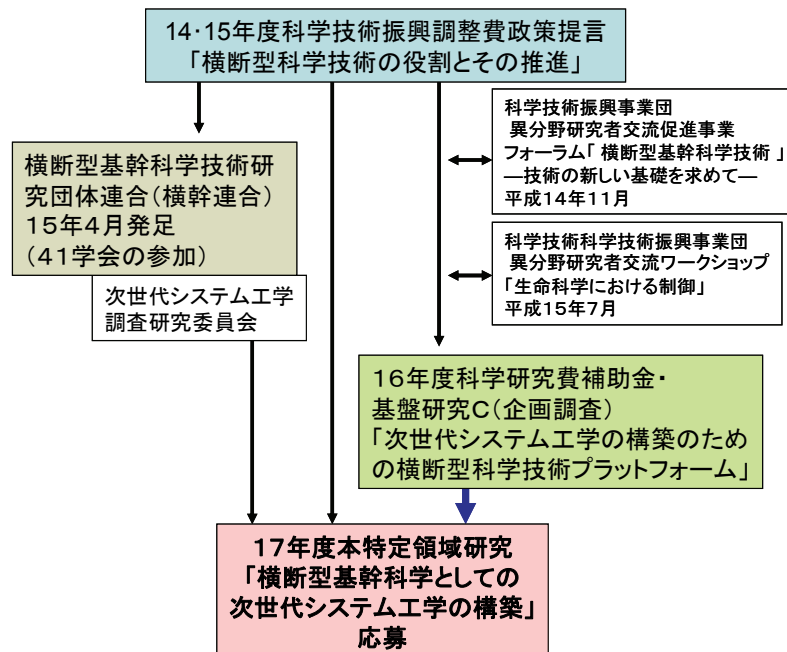 14・15年度科学技術振興調整費政策提言
「横断型科学技術の役割とその推進」
科学技術振興事業団
異分野研究者交流促進事業
フォーラム「横断型基幹科学技術」
―技術の新しい基礎を求めて―
平成14年11月
横断型基幹科学技術研
究団体連合(横幹連合)
15年4月発足
(41学会の参加)
次世代システム工学
調査研究委員会
科学技術科学技術振興事業団
異分野研究者交流ワークショップ
「生命科学における制御」
平成15年7月
16年度科学研究費補助金・
基盤研究C(企画調査)
「次世代システム工学の構築のため
の横断型科学技術プラットフォーム」
17年度本特定領域研究
「横断型基幹科学としての
次世代システム工学の構築」
応募